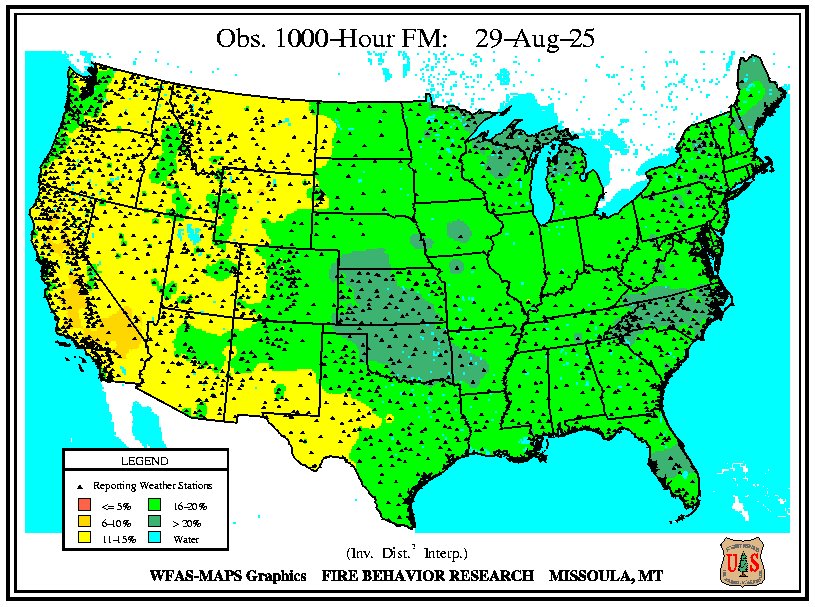 Obs. 1000-Hour FM: 29-Aug-25
LEGEND
Reporting Weather Stations
<= 5% 16-20%
6-10% > 20%
11-15% Water
(Inv. Dist.² Interp.)
WFAS-MAPS Graphics FIRE BEHAVIOR RESEARCH MISSOULA, MT
U S